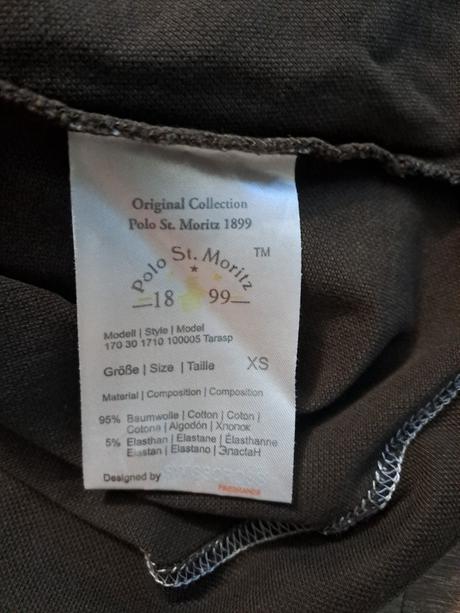 Original Collection
Polo St. Moritz 1899
Polo St. Moritz TM
18 99
Modell | Style | Model
170 30 1710 100005 Tarasp
Größe | Size | Taille XS
Material | Composition | Composition
95% Baumwolle | Cotton | Coton |
Cotone | Algodón | Хлопок
5% Elasthan | Elastane | Élasthanne
Elastan | Elastano | ЭластаН
Designed by